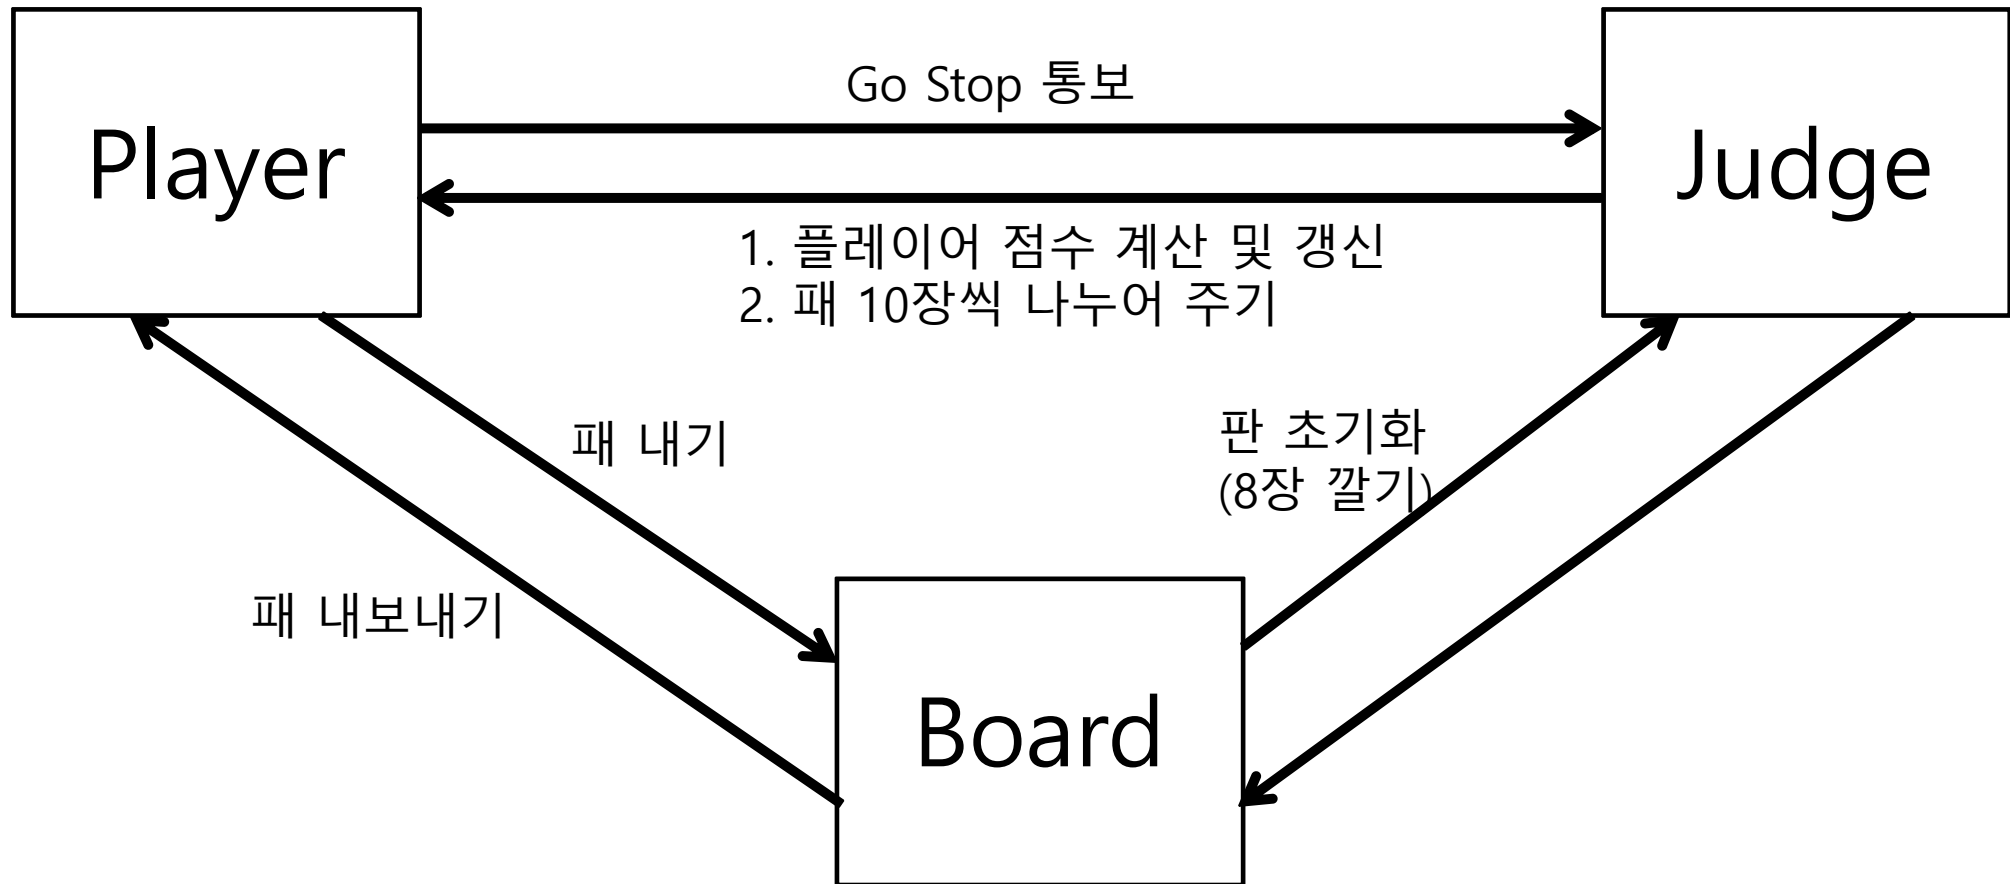 Player
Go Stop 통보
Judge
1. 플레이어 점수 계산 및 갱신
2. 패 10장씩 나누어 주기
패 내기
판 초기화
(8장 깔기)
패 내보내기
Board